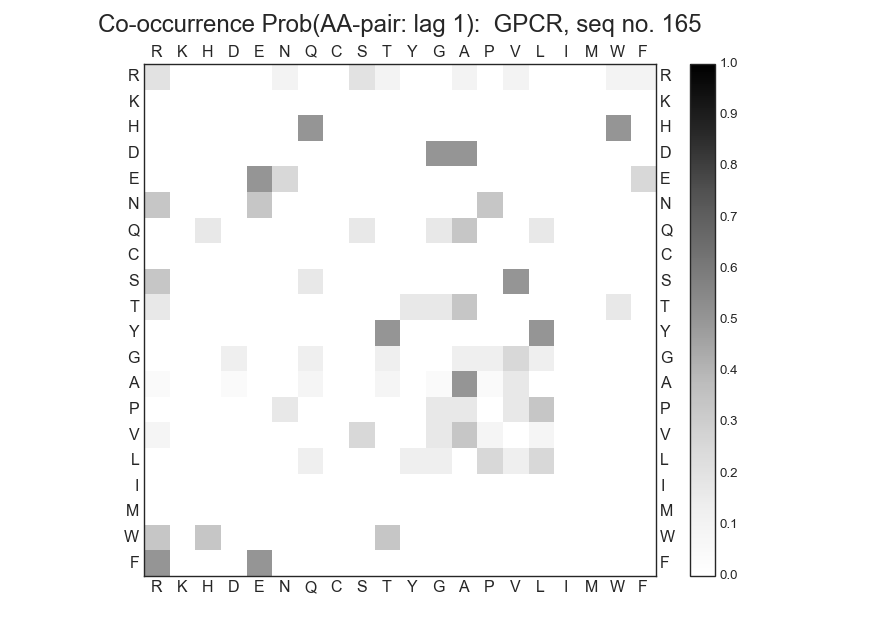 Co-occurrence Prob(AA-pair: lag 1):  GPCR, seq no. 165
R K H D E N Q C S T Y G A P V L I M W F
R R 1.0
K K
H H 0.9
D D 0.8
E E
N N 0.7
Q Q
C C 0.6
S S
T T 0.5
Y Y
G G 0.4
A A
P P 0.3
V V
L L 0.2
I I
M M 0.1
W W
F F 0.0
R K H D E N Q C S T Y G A P V L I M W F